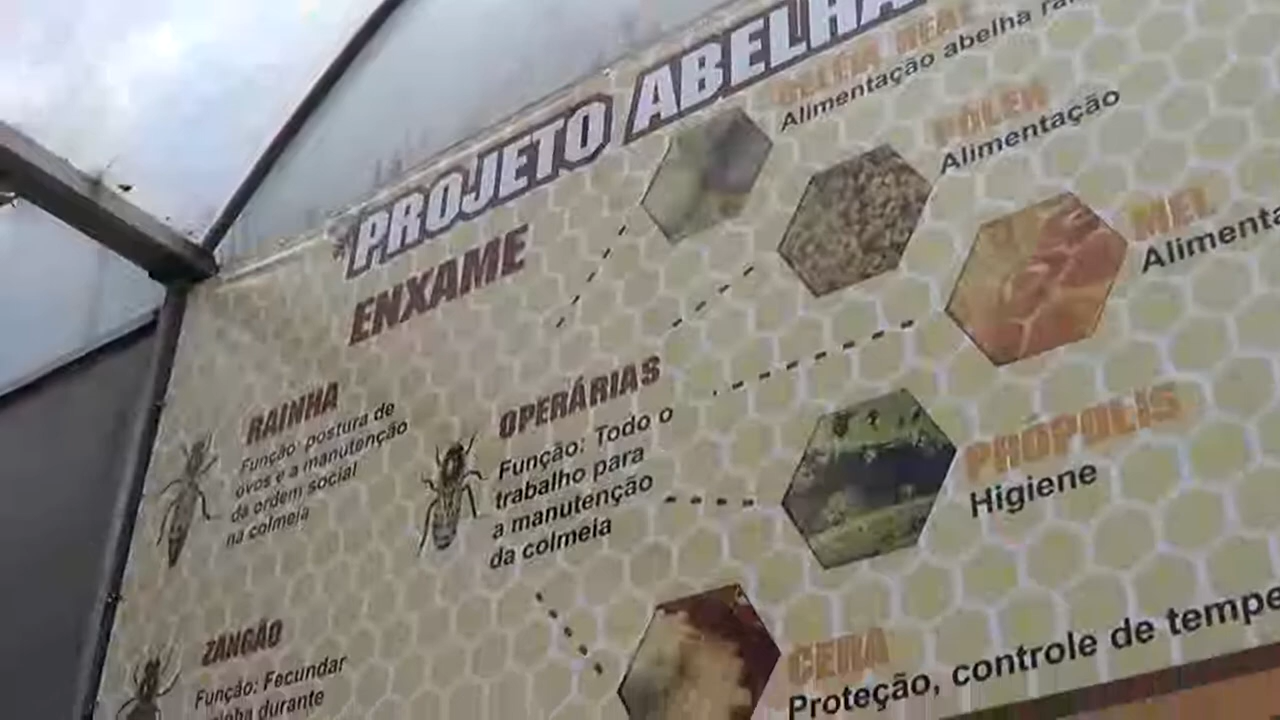 PROJETO ABELHA
ENXAME
RAINHA
Função: postura de
ovos e a manutenção
da ordem social
na colmeia
OPERÁRIAS
Função: Todo o
trabalho para
a manutenção
da colmeia
ZANGÃO
Função: Fecundar
durante
GELEIA REAL
Alimentação abelha
PÓLEN
Alimentação
MEL
Alimenta
PRÓPOLIS
Higiene
CERA
Proteção, controle de tempe